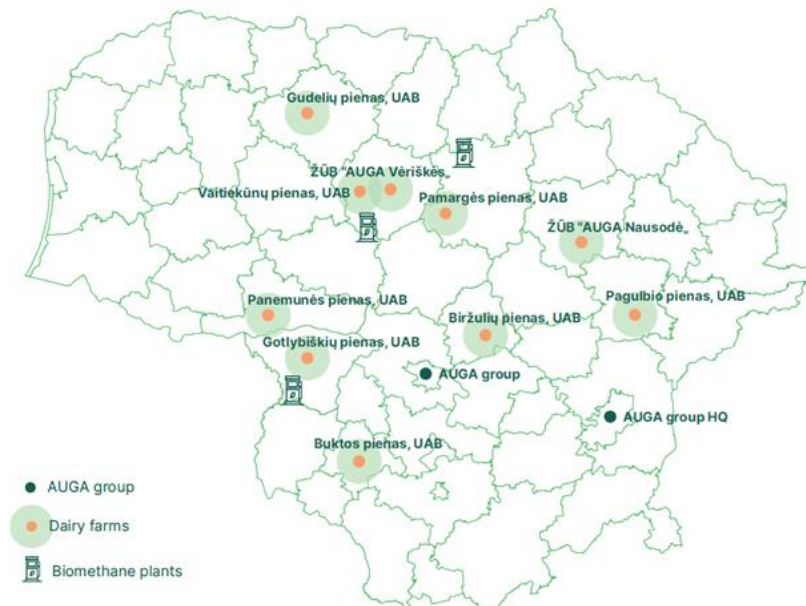 Gudelių pienas, UAB
ŽŪB "AUGA Vėriškės„
Vaitiekūnų pienas, UAB
Pamargės pienas, UAB
ŽŪB "AUGA Nausodė„
Panemunės pienas, UAB
Biržulių pienas, UAB
Pagulbio pienas, UAB
Gotlybiškių pienas, UAB
AUGA group
AUGA group HQ
Buktos pienas, UAB
AUGA group
Dairy farms
Biomethane plants